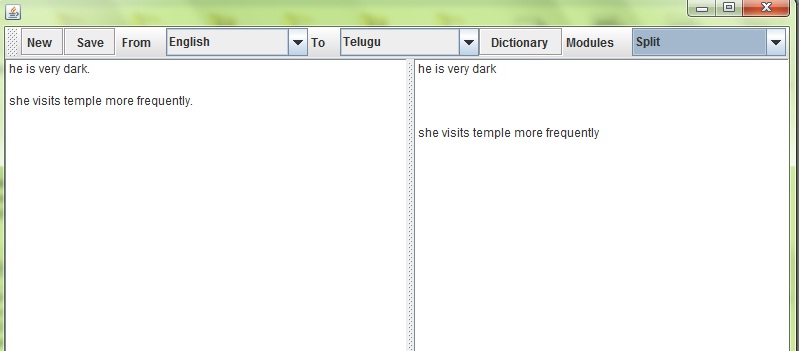 New Save From English To Telugu Dictionary Modules Split
he is very dark.
she visits temple more frequently.
he is very dark
she visits temple more frequently